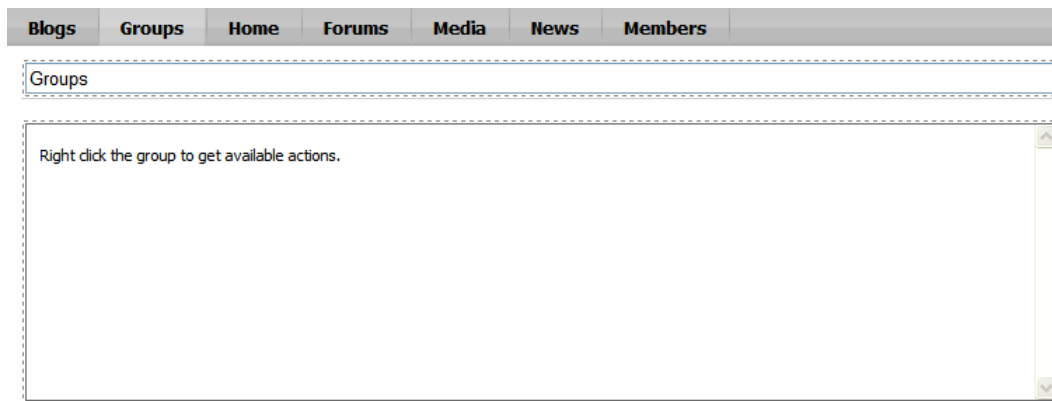 Blogs Groups Home Forums Media News Members
Groups
Right click the group to get available actions.